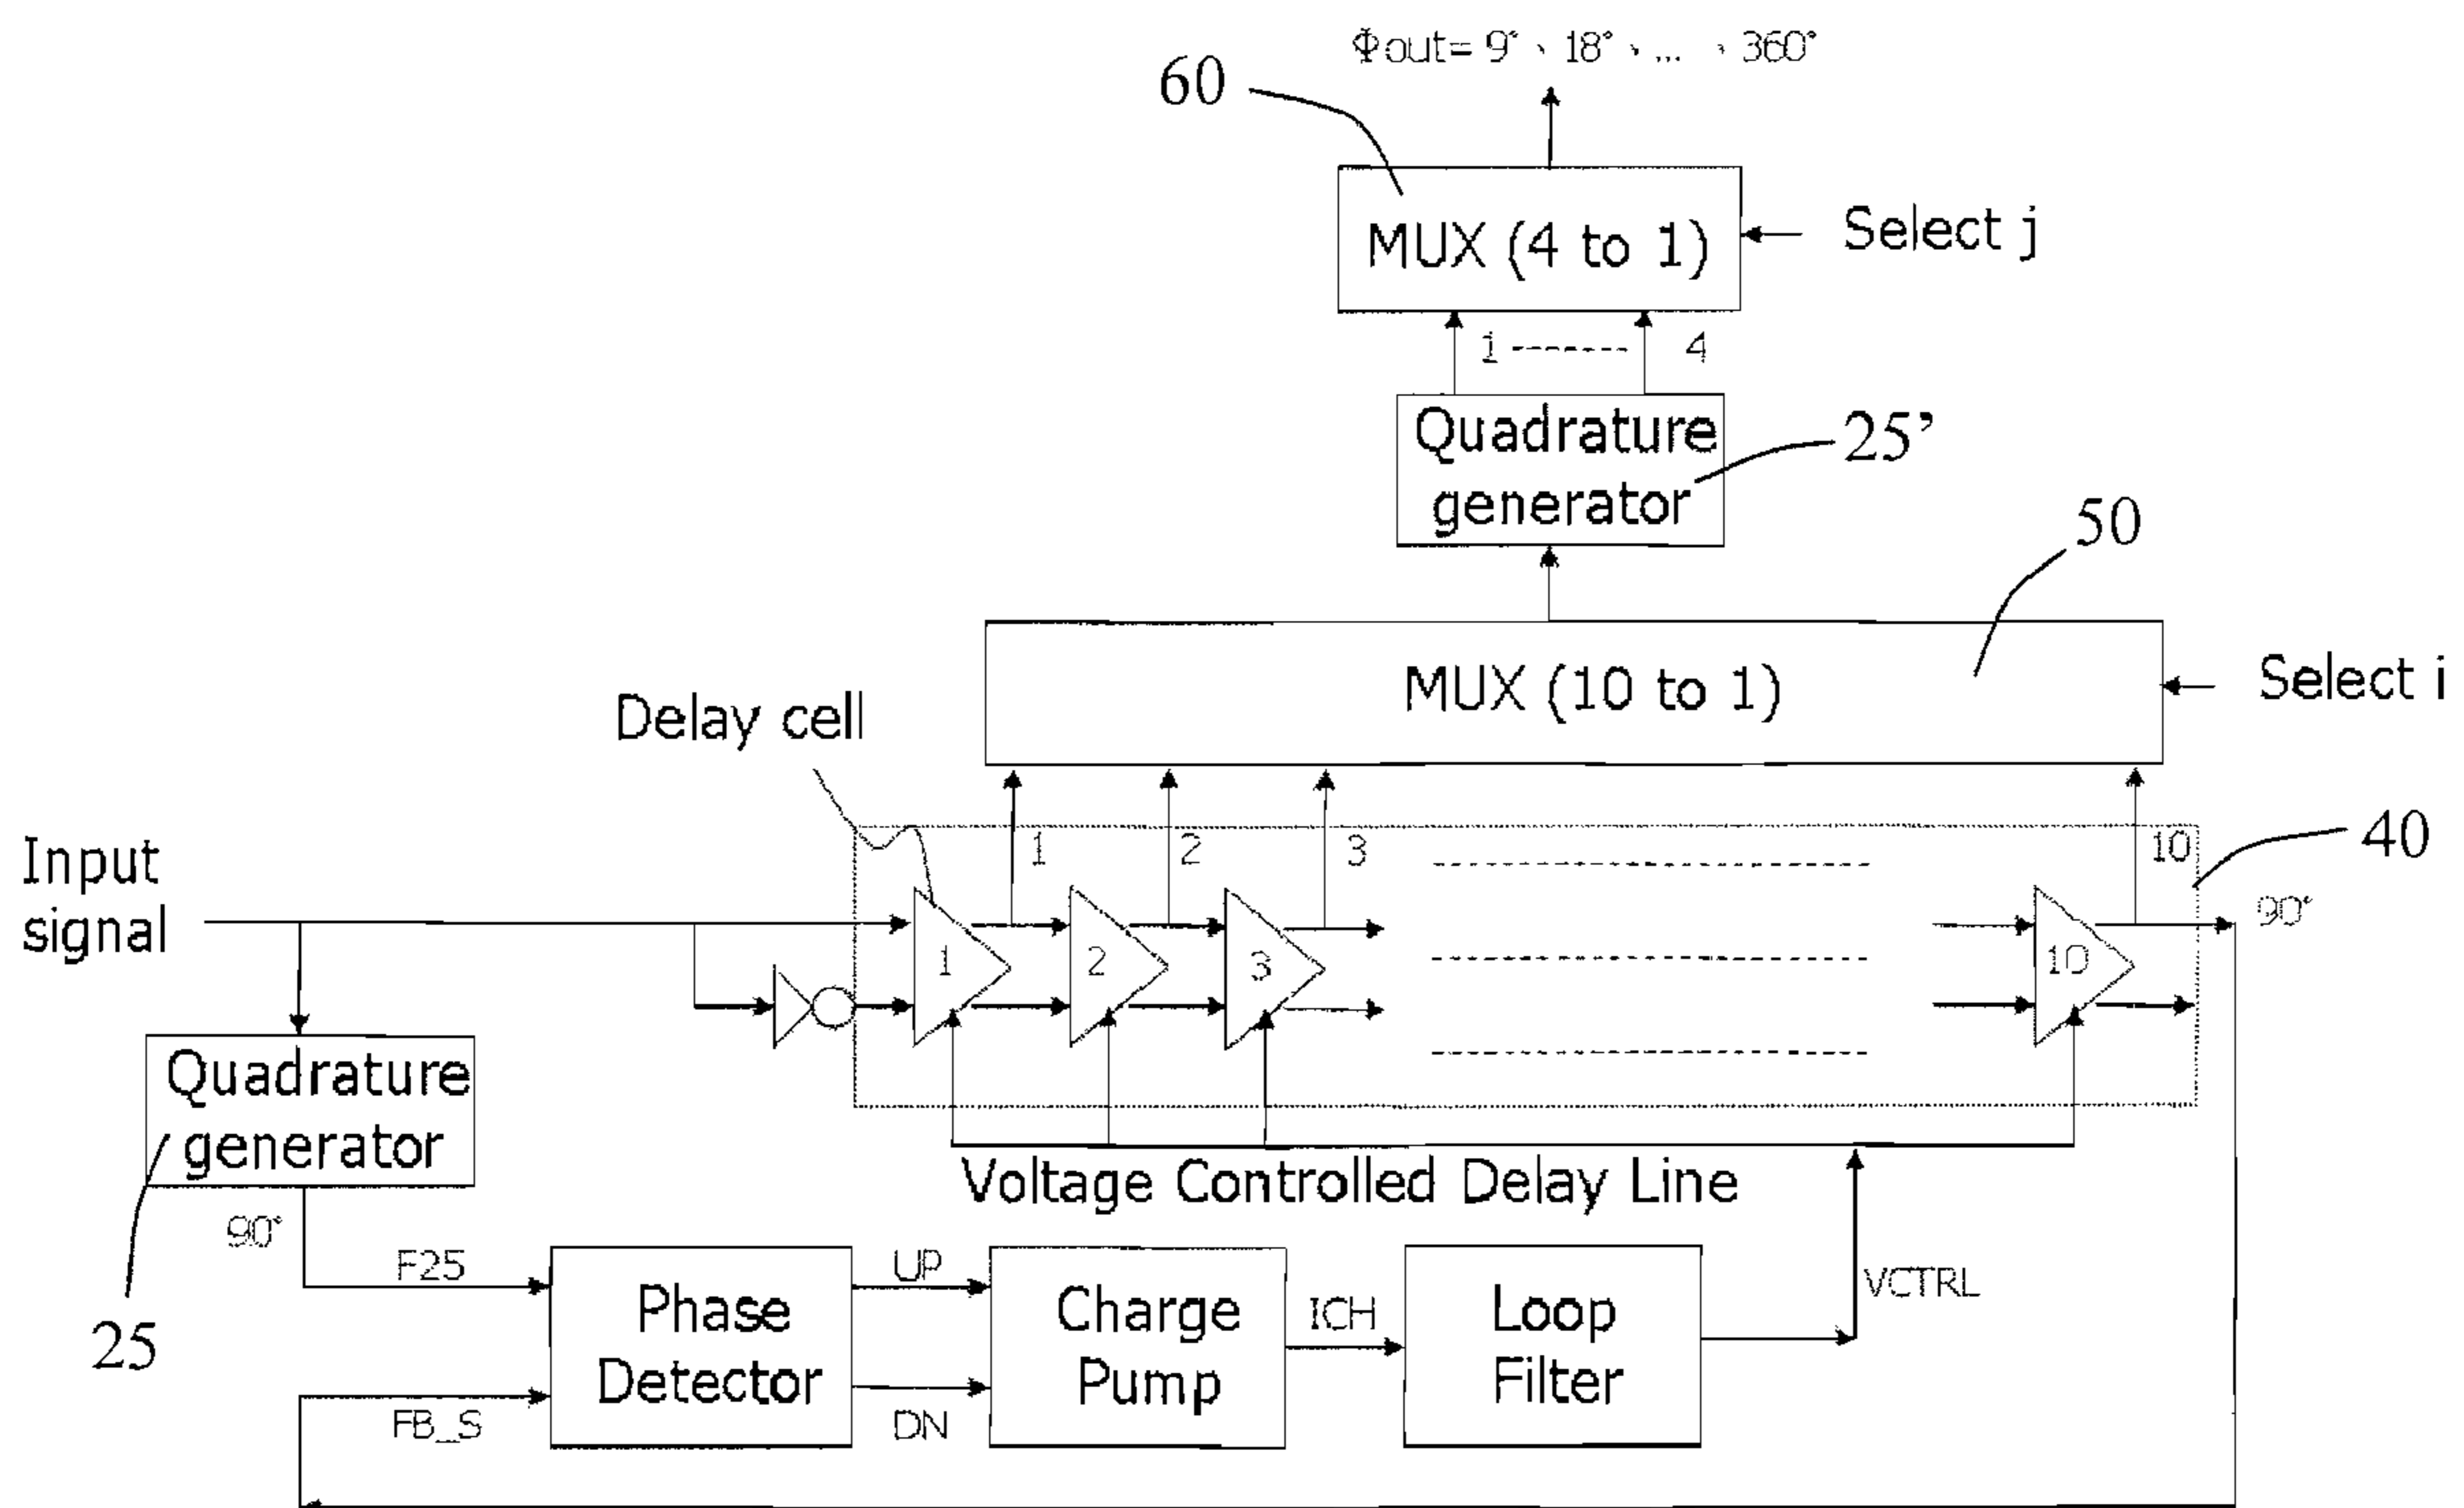 Φout= 9°、18°、...、360°
60
MUX (4 to 1)
Select j
1 ------- 4
Quadrature
generator
25’
50
MUX (10 to 1)
Select i
Delay cell
Input
signal
1
2
3
10
40
1
2
3
10
90°
Quadrature
generator
25
90°
Voltage Controlled Delay Line
F25
FB_S
Phase
Detector
UP
DN
Charge
Pump
ICH
Loop
Filter
VCTRL